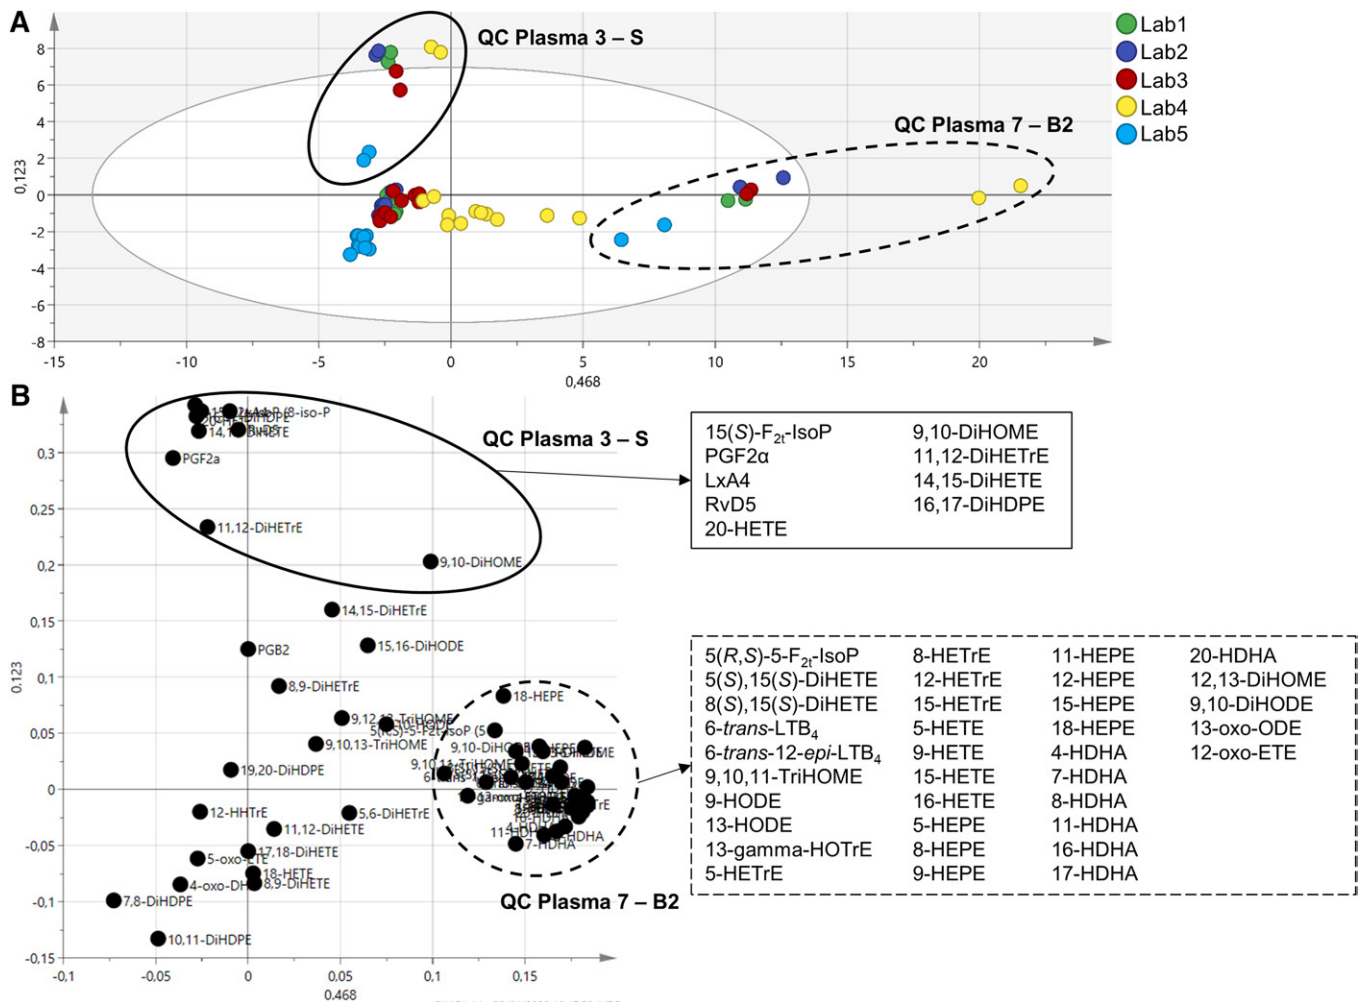 A
QC Plasma 3 – S
QC Plasma 7 – B2
Lab1
Lab2
Lab3
Lab4
Lab5
8
6
4
2
0
-2
-4
-6
-8
0,123
-15
-10
-5
0
5
10
15
20
0,468
B
QC Plasma 3 – S
PGF2a
11,12-DiHETrE
9,10-DiHOME
14,15-DiHETrE
15,16-DiHODE
PGB2
8,9-DiHETrE
18-HEPE
9,10,13-TriHOME
19,20-DiHDPE
12-HHTrE
5,6-DiHETrE
11,12-DiHETE
17,18-DiHETE
5-oxo-ETE
18-HETE
8,9-DiHETE
7,8-DiHDPE
10,11-DiHDPE
7-HDHA
QC Plasma 7 – B2
0,3
0,25
0,2
0,15
0,1
0,05
0
-0,05
-0,1
-0,15
0,123
-0,1
-0,05
0
0,05
0,1
0,15
0.468
15(S)-F2t-IsoP 9,10-DiHOME
PGF2α 11,12-DiHETrE
LxA4 14,15-DiHETE
RvD5 16,17-DiHDPE
20-HETE
5(R,S)-5-F2t-IsoP 8-HETrE 11-HEPE 20-HDHA
5(S),15(S)-DiHETE 12-HETrE 12-HEPE 12,13-DiHOME
8(S),15(S)-DiHETE 15-HETrE 15-HEPE 9,10-DiHODE
6-trans-LTB4 5-HETE 18-HEPE 13-oxo-ODE
6-trans-12-epi-LTB4 9-HETE 4-HDHA 12-oxo-ETE
9,10,11-TriHOME 15-HETE 7-HDHA
9-HODE 16-HETE 8-HDHA
13-HODE 5-HEPE 11-HDHA
13-gamma-HOTrE 8-HEPE 16-HDHA
5-HETrE 9-HEPE 17-HDHA